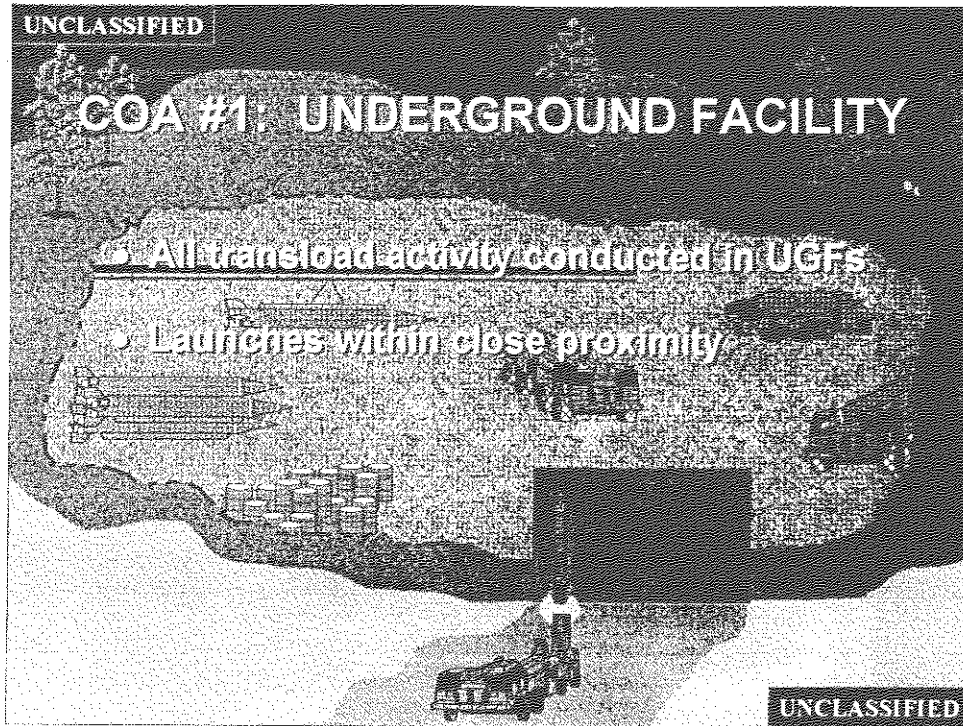 UNCLASSIFIED
COA #1: UNDERGROUND FACILITY
• All transload activity conducted in UGFs
• Launches within close proximity
UNCLASSIFIED